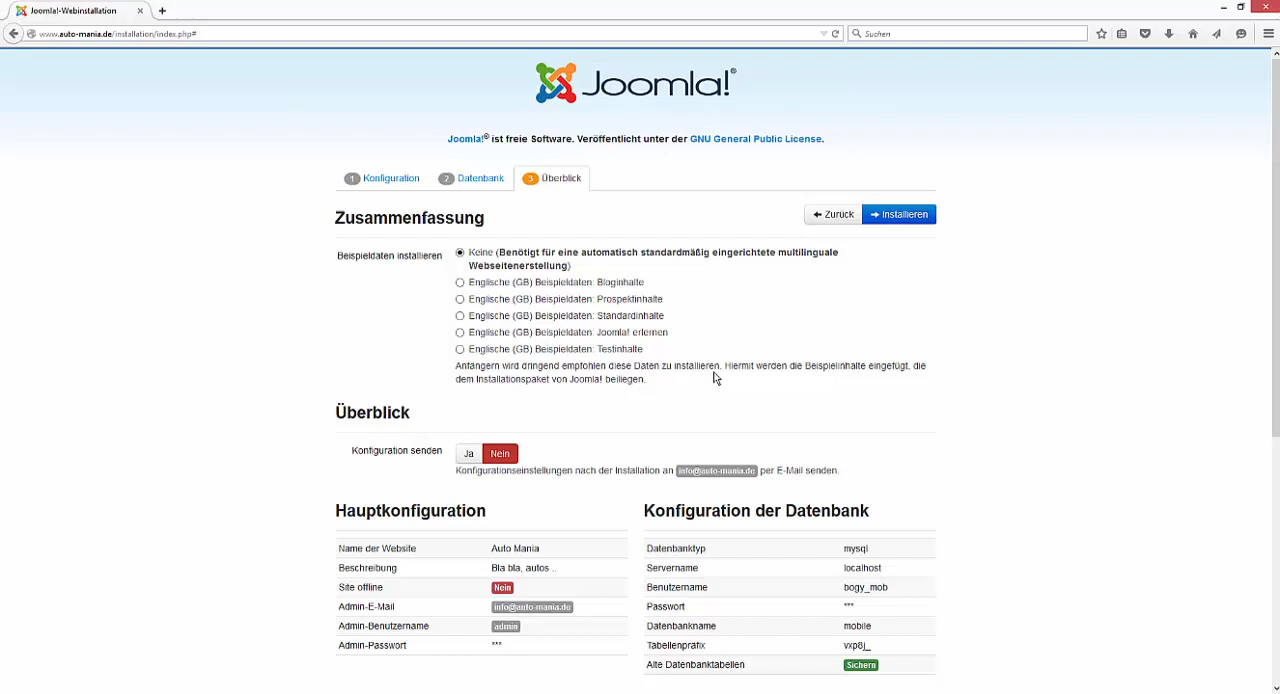 Joomla!-Webinstallation
www.auto-mania.de/installation/index.php#
Suchen
Joomla!®
Joomla!® ist freie Software. Veröffentlicht unter der GNU General Public License.
1 Konfiguration 2 Datenbank 3 Überblick
Zusammenfassung
Zurück Installieren
Beispieldaten installieren
Keine (Benötigt für eine automatisch standardmäßig eingerichtete multilinguale
Webseitenerstellung)
Englische (GB) Beispieldaten: Bloginhalte
Englische (GB) Beispieldaten: Prospektinhalte
Englische (GB) Beispieldaten: Standardinhalte
Englische (GB) Beispieldaten: Joomla! erlernen
Englische (GB) Beispieldaten: Testinhalte
Anfängern wird dringend empfohlen diese Daten zu installieren. Hiermit werden die Beispielinhalte eingefügt, die
dem Installationspaket von Joomla! beiliegen.
Überblick
Konfiguration senden Ja Nein
Konfigurationseinstellungen nach der Installation an info@auto-mania.de per E-Mail senden.
Hauptkonfiguration
Name der Website Auto Mania
Beschreibung Bla bla, autos ..
Site offline Nein
Admin-E-Mail info@auto-mania.de
Admin-Benutzername admin
Admin-Passwort ***
Konfiguration der Datenbank
Datenbanktyp mysql
Servername localhost
Benutzername bogy_mob
Passwort ***
Datenbankname mobile
Tabellenpräfix vxp8j_
Alte Datenbanktabellen Sichern